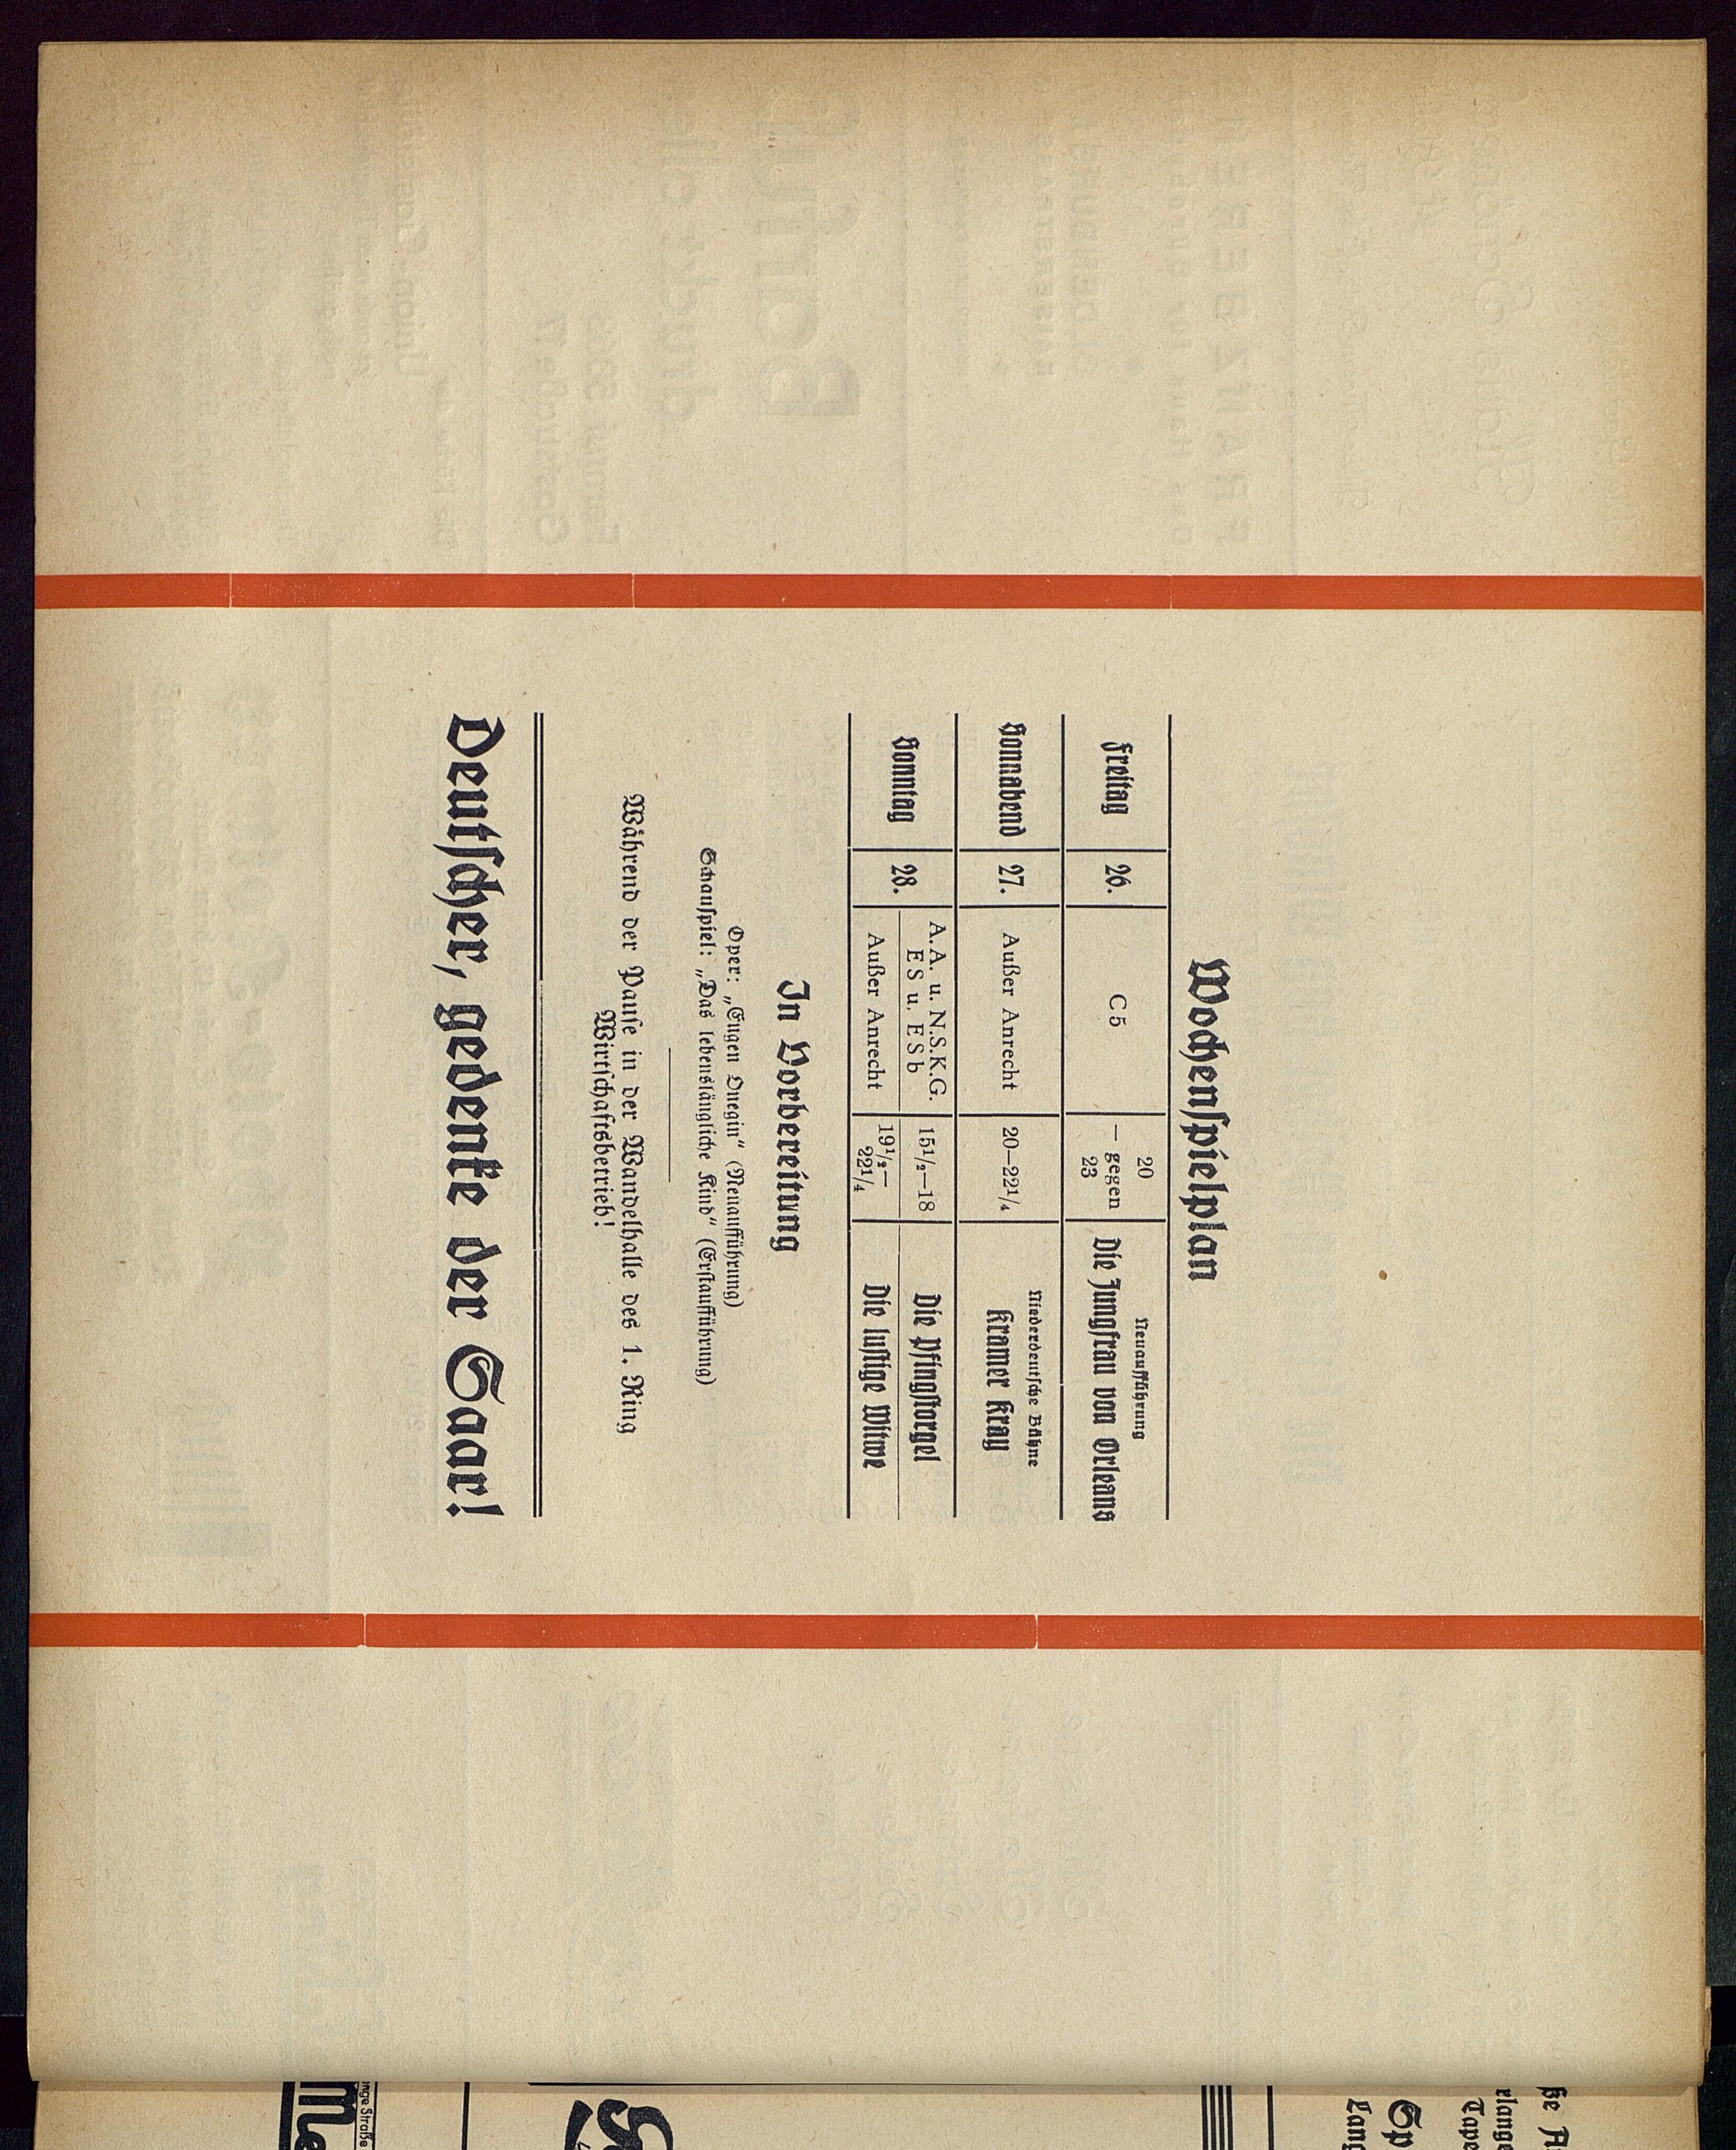 Wochenspielplan
Freitag 26. C 5 20 — gegen 23 Neuaufführung Die Jungfrau von Orleans
Sonnabend 27. Außer Anrecht 20—22¹/₄ Niederdeutsche Bühne Kramer Kray
Sonntag 28. A. A. u. N.S.K.G. ES u. ESb 15¹/₂—18 Die Pfingstorgel
Außer Anrecht 19¹/₂—22¹/₄ Die lustige Witwe
In Vorbereitung
Oper: „Eugen Onegin“ (Neuaufführung)
Schauspiel: „Das lebenslängliche Kind“ (Erstaufführung)
Während der Pause in der Wandelhalle des 1. Ring
Wirtschaftsbetrieb!
Deutscher, gedenke der Saar!